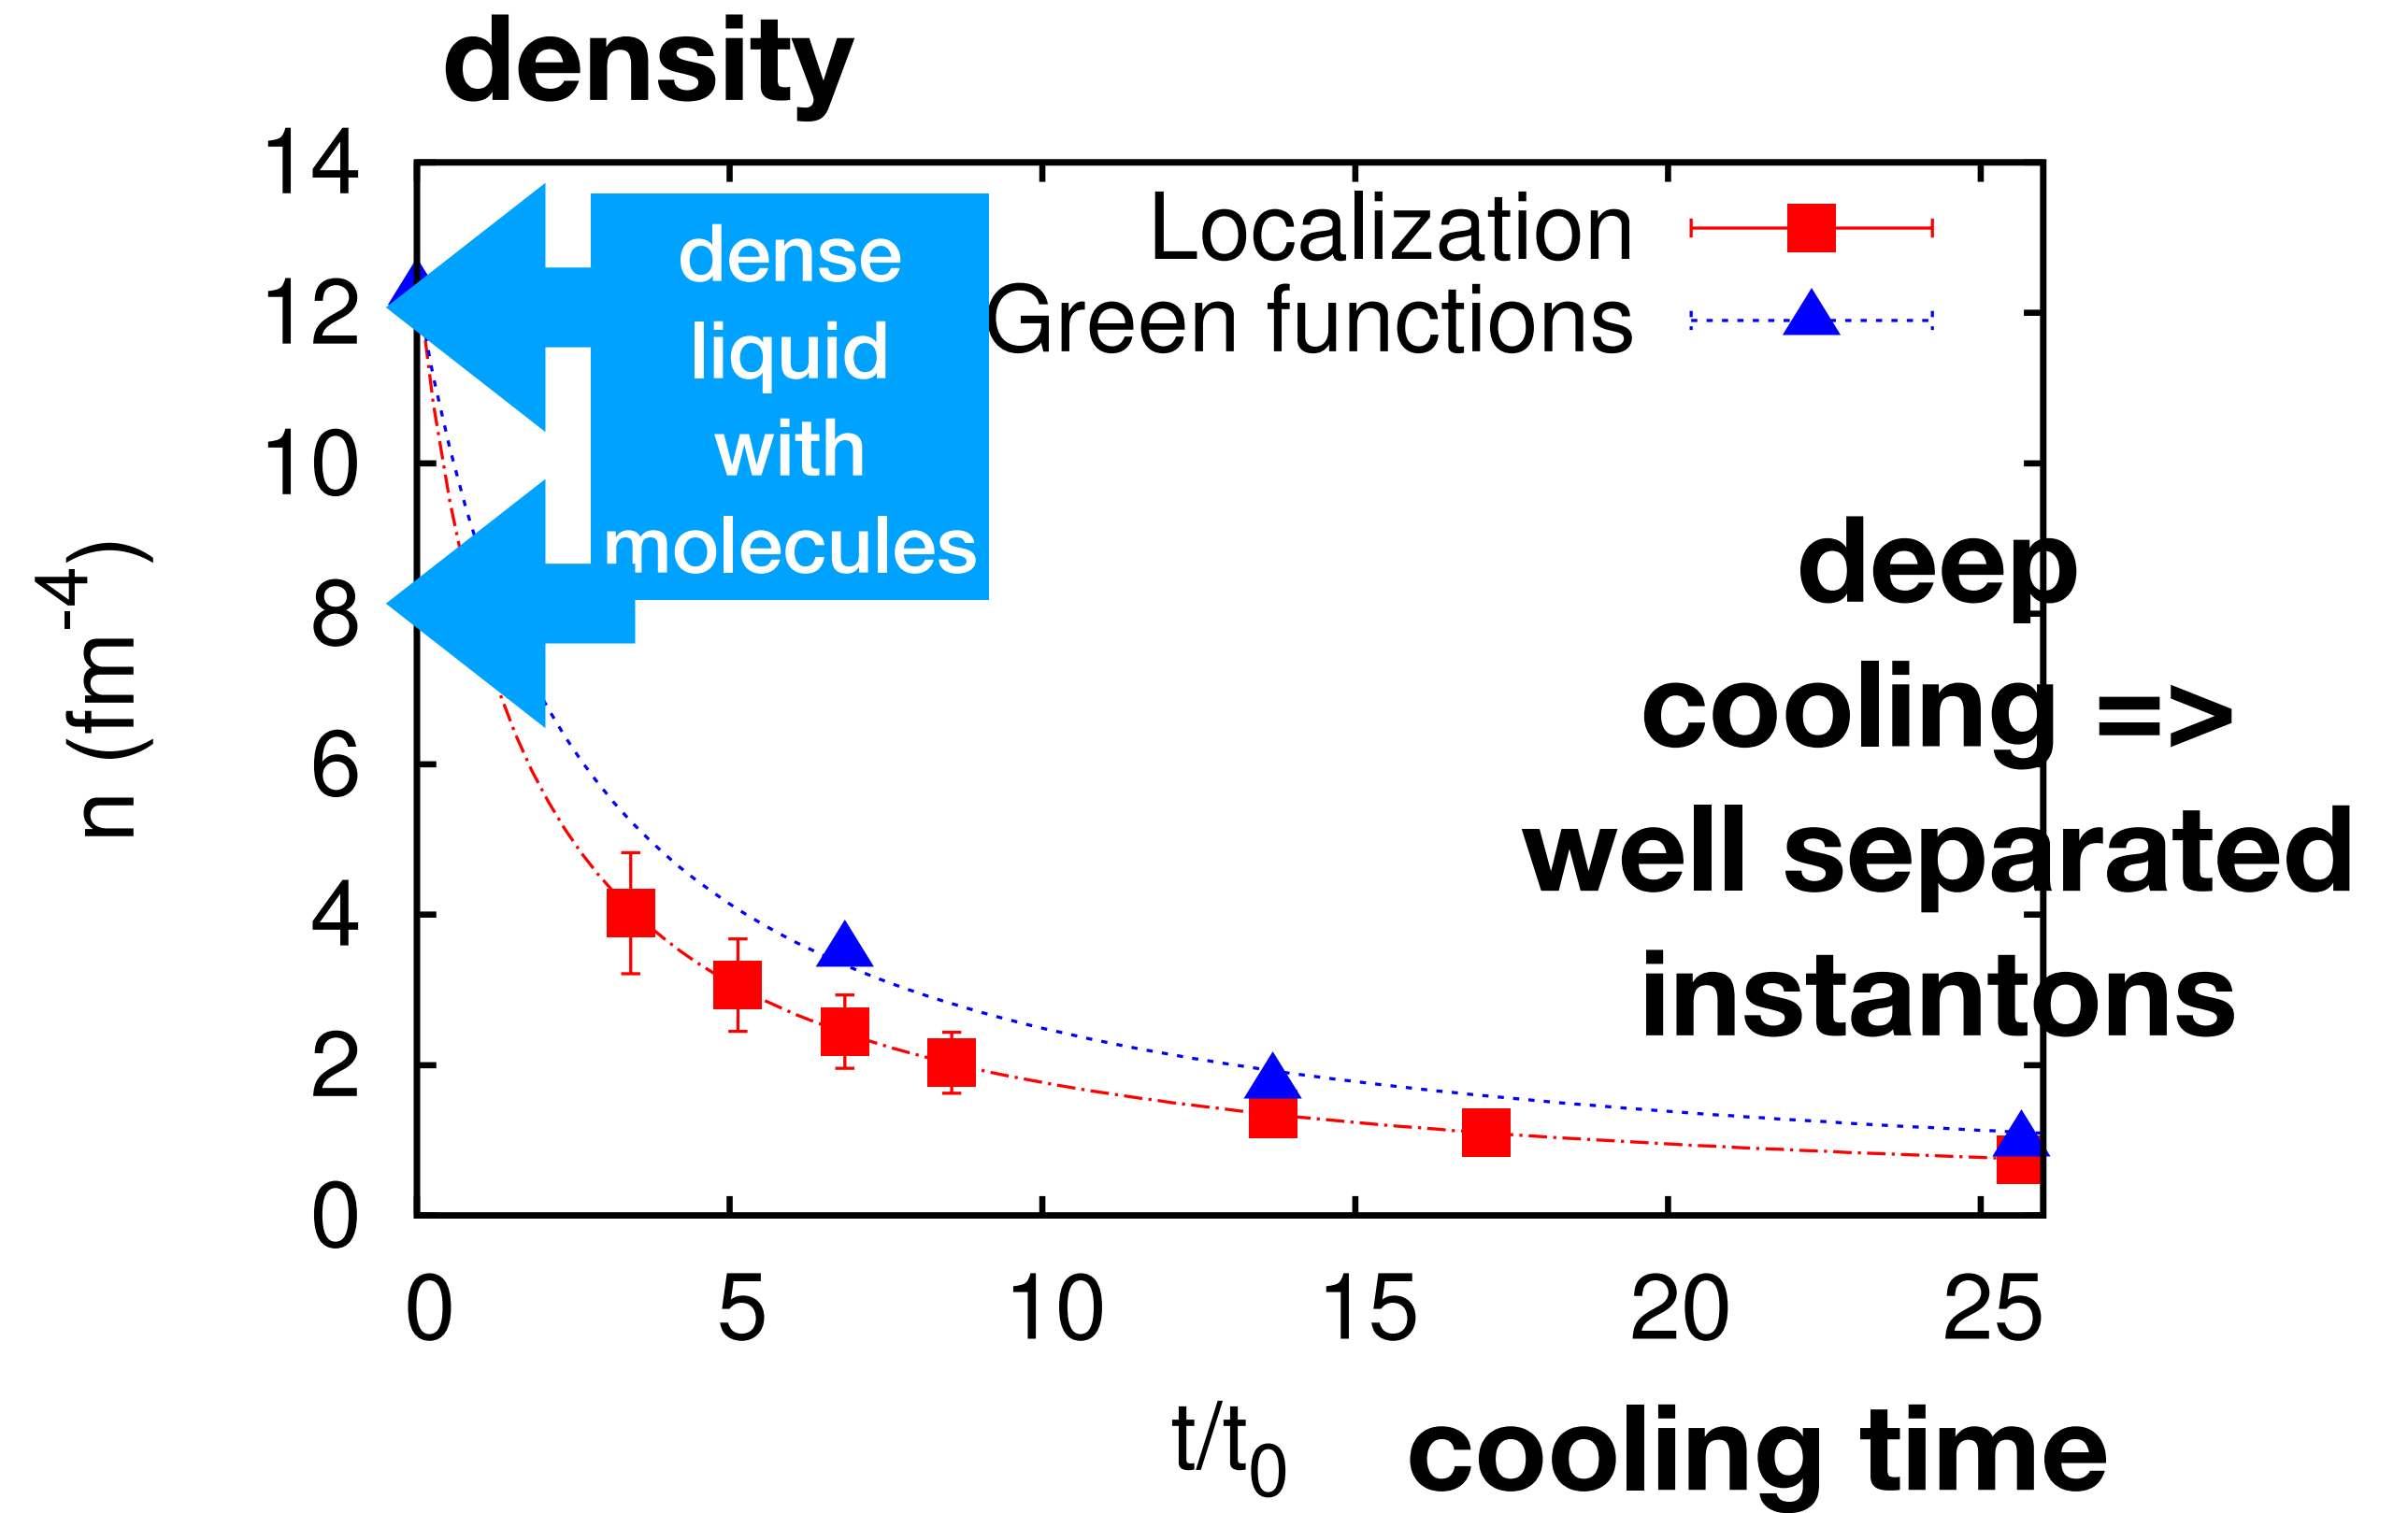 density
14
12
10
8
6
4
2
0
n (fm⁻⁴)
dense
liquid
with
molecules
Localization
Green functions
deep
cooling =>
well separated
instantons
0 5 10 15 20 25
t/t₀ cooling time